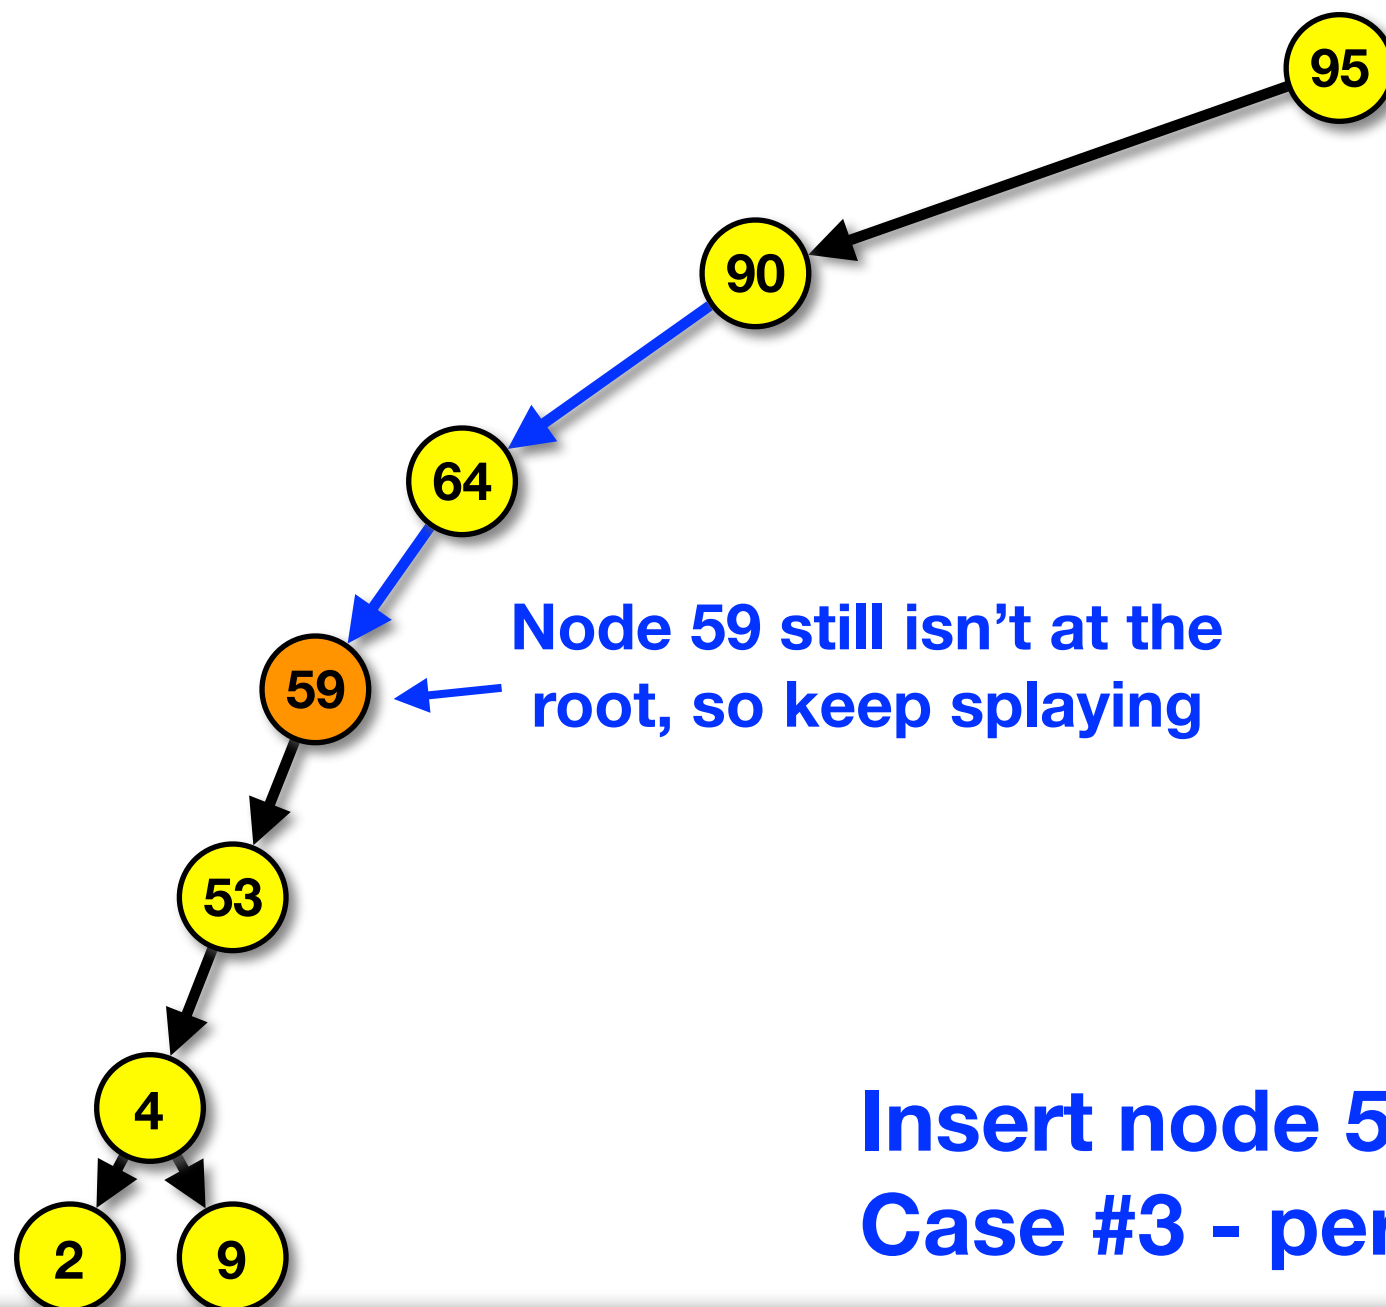 95
90
64
Node 59 still isn't at the
59
root, so keep splaying
53
4
Insert node
Case #3 -
2
9